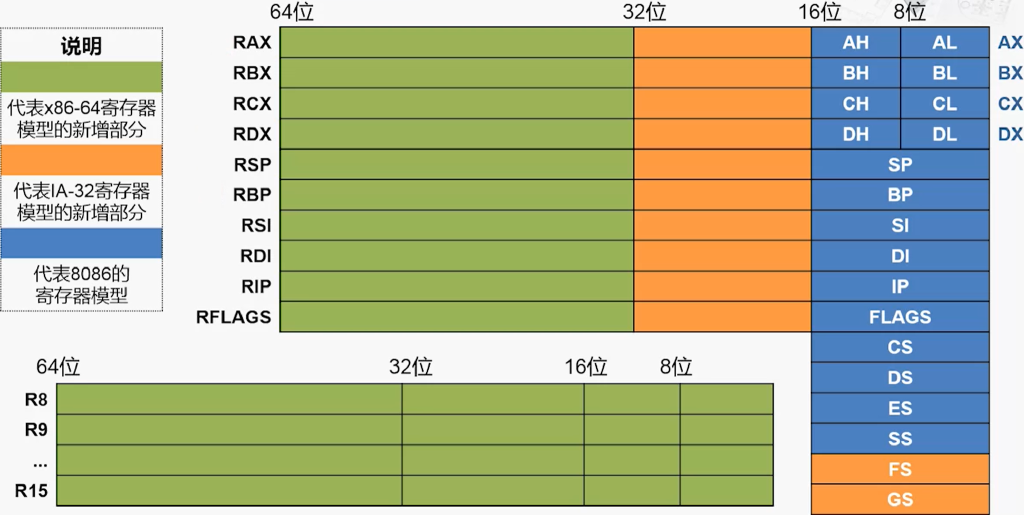 64位 32位 16位 8位
说明
代表x86-64寄存器
模型的新增部分
代表IA-32寄存器
模型的新增部分
代表8086的
寄存器模型
RAX AH AL AX
RBX BH BL BX
RCX CH CL CX
RDX DH DL DX
RSP SP
RBP BP
RSI SI
RDI DI
RIP IP
RFLAGS FLAGS
CS
DS
ES
SS
FS
GS
64位 32位 16位 8位
R8
R9
...
R15